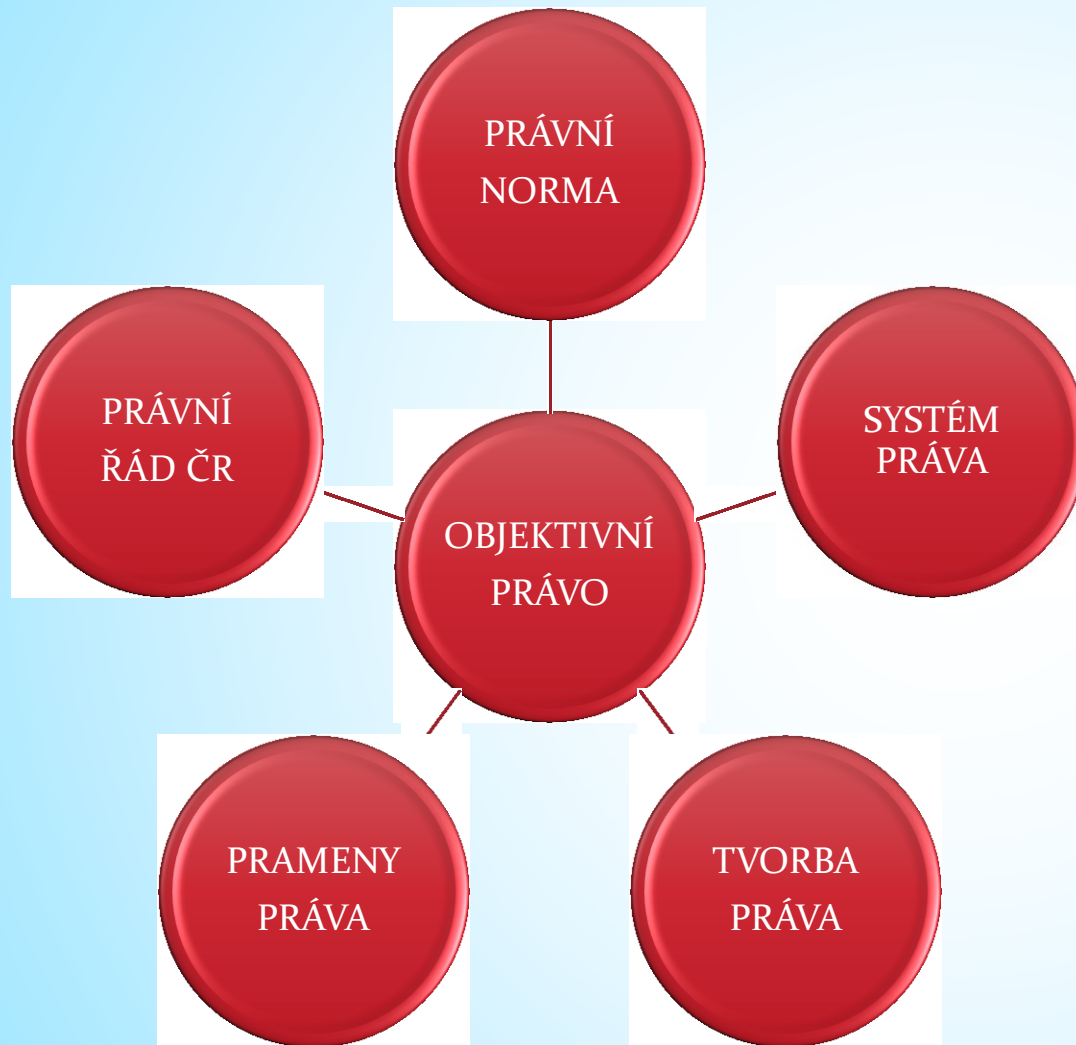 PRÁVNÍ
NORMA
PRÁVNÍ
ŘÁD ČR
SYSTÉM
PRÁVA
OBJEKTIVNÍ
PRÁVO
PRAMENY
PRÁVA
TVORBA
PRÁVA